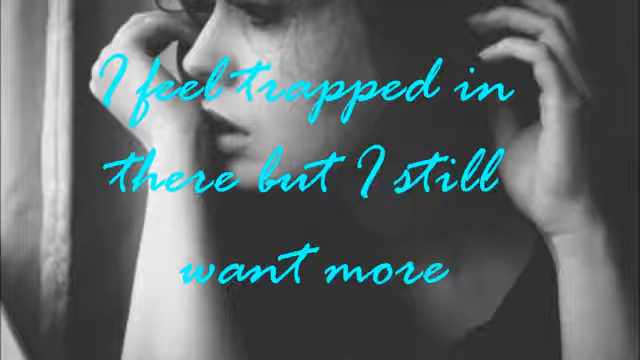 I feel trapped in
there but I still
want more